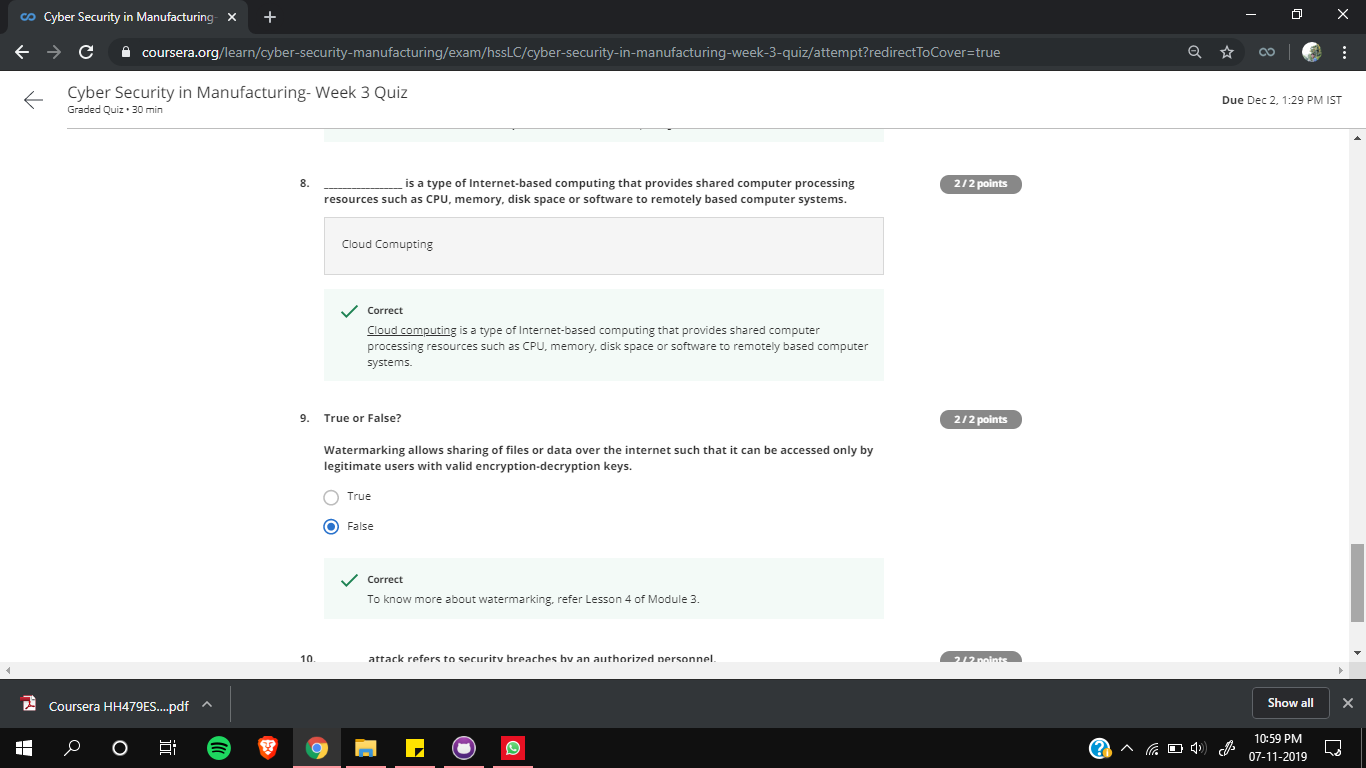 Cyber Security in Manufacturing-
coursera.org/learn/cyber-security-manufacturing/exam/hssLC/cyber-security-in-manufacturing-week-3-quiz/attempt?redirectToCover=true
Cyber Security in Manufacturing- Week 3 Quiz
Graded Quiz • 30 min
Due Dec 2, 1:29 PM IST
8. ________________ is a type of Internet-based computing that provides shared computer processing
resources such as CPU, memory, disk space or software to remotely based computer systems.
2 / 2 points
Cloud Comupting
Correct
Cloud computing is a type of Internet-based computing that provides shared computer
processing resources such as CPU, memory, disk space or software to remotely based computer
systems.
9. True or False?
2 / 2 points
Watermarking allows sharing of files or data over the internet such that it can be accessed only by
legitimate users with valid encryption-decryption keys.
True
False
Correct
To know more about watermarking, refer Lesson 4 of Module 3.
10. attack refers to security breaches by an authorized personnel.
2 / 2 points
Coursera HH479ES....pdf
Show all
10:59 PM
07-11-2019